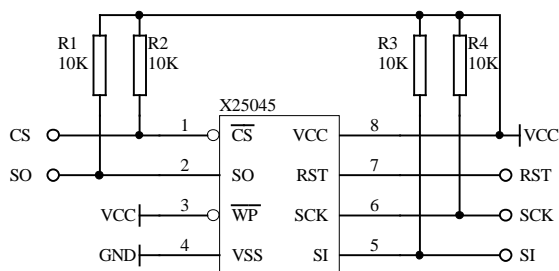 R1
10K
R2
10K
R3
10K
R4
10K
X25045
CS 1 CS VCC 8 VCC
SO 2 SO RST 7 RST
VCC 3 WP SCK 6 SCK
GND 4 VSS SI 5 SI